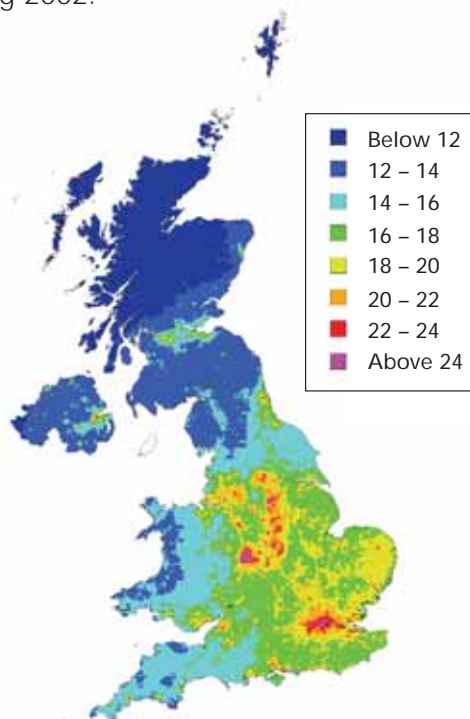 2002.
Below 12
12 – 14
14 – 16
16 – 18
18 – 20
20 – 22
22 – 24
Above 24